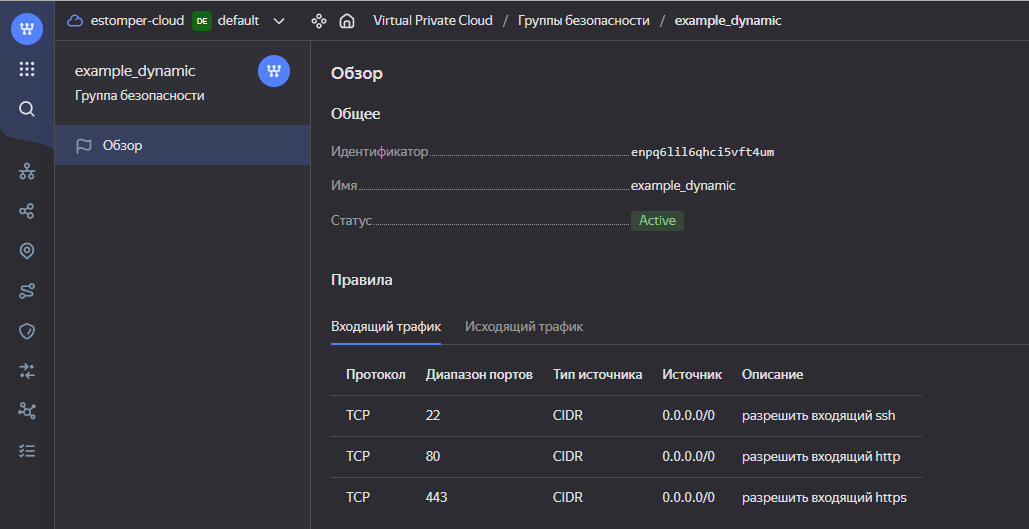 estomper-cloud DE default Virtual Private Cloud / Группы безопасности / example_dynamic
example_dynamic
Группа безопасности
Обзор
Обзор
Общее
Идентификатор enpq6lil6qhci5vft4um
Имя example_dynamic
Статус Active
Правила
Входящий трафик Исходящий трафик
Протокол Диапазон портов Тип источника Источник Описание
TCP 22 CIDR 0.0.0.0/0 разрешить входящий ssh
TCP 80 CIDR 0.0.0.0/0 разрешить входящий http
TCP 443 CIDR 0.0.0.0/0 разрешить входящий https